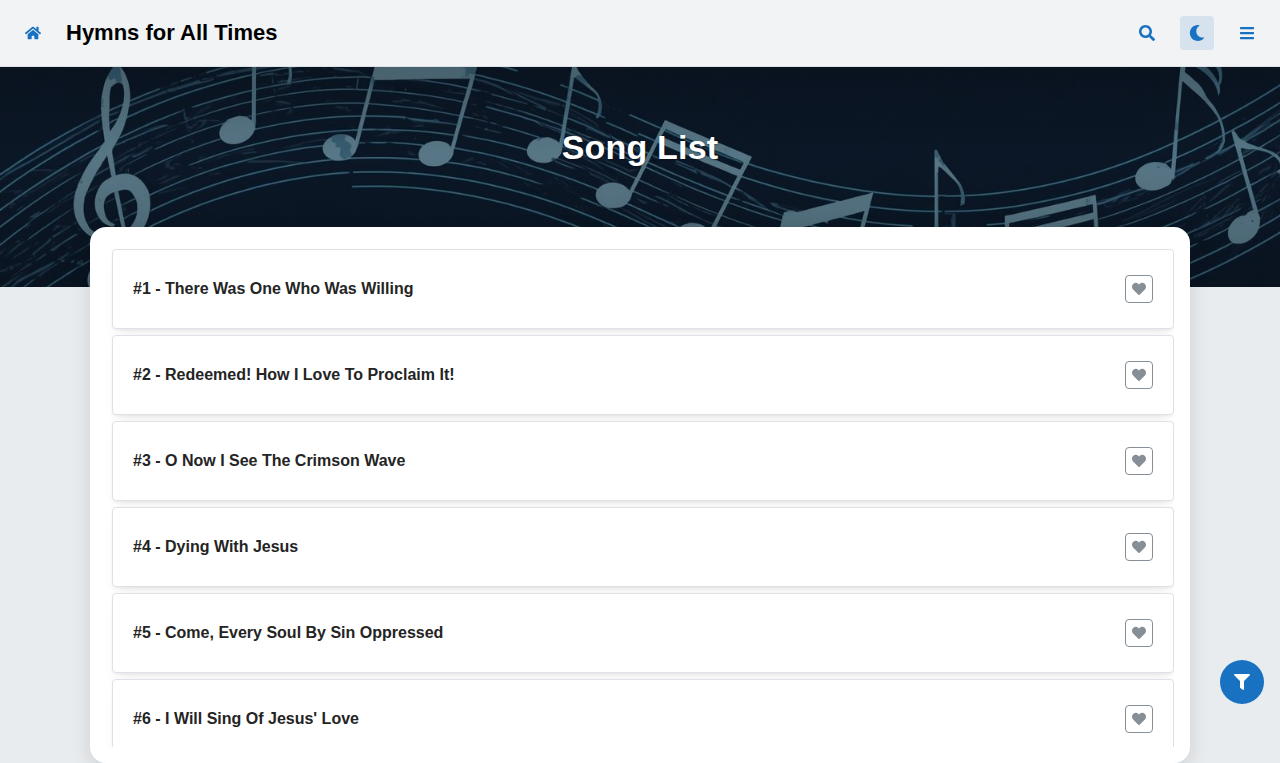 Hymns for All Times
Song List
#1 - There Was One Who Was Willing
#2 - Redeemed! How I Love To Proclaim It!
#3 - O Now I See The Crimson Wave
#4 - Dying With Jesus
#5 - Come, Every Soul By Sin Oppressed
#6 - I Will Sing Of Jesus' Love